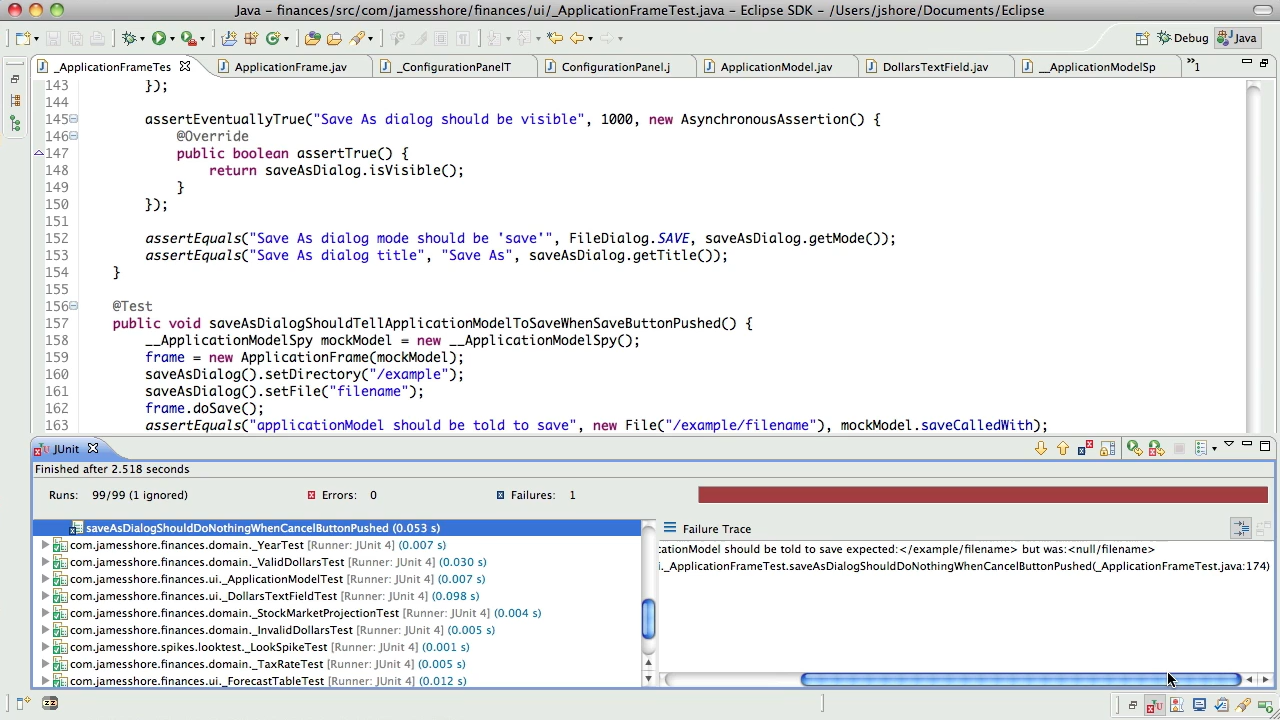 Java - finances/src/com/jamesshore/finances/ui/_ApplicationFrameTest.java - Eclipse SDK - /Users/jshore/Documents/Eclipse
Debug
Java
_ApplicationFrameTes
ApplicationFrame.jav
_ConfigurationPanelT
ConfigurationPanel.j
ApplicationModel.jav
DollarsTextField.jav
__ApplicationModelSp
»1
143 });
144
145 assertEventuallyTrue("Save As dialog should be visible", 1000, new AsynchronousAssertion() {
146 @Override
147 public boolean assertTrue() {
148 return saveAsDialog.isVisible();
149 }
150 });
151
152 assertEquals("Save As dialog mode should be 'save'", FileDialog.SAVE, saveAsDialog.getMode());
153 assertEquals("Save As dialog title", "Save As", saveAsDialog.getTitle());
154 }
155
156 @Test
157 public void saveAsDialogShouldTellApplicationModelToSaveWhenSaveButtonPushed() {
158 __ApplicationModelSpy mockModel = new __ApplicationModelSpy();
159 frame = new ApplicationFrame(mockModel);
160 saveAsDialog().setDirectory("/example");
161 saveAsDialog().setFile("filename");
162 frame.doSave();
163 assertEquals("applicationModel should be told to save", new File("/example/filename"), mockModel.saveCalledWith);
JUnit
Finished after 2.518 seconds
Runs: 99/99 (1 ignored)
Errors: 0
Failures: 1
saveAsDialogShouldDoNothingWhenCancelButtonPushed (0.053 s)
com.jamesshore.finances.domain._YearTest [Runner: JUnit 4] (0.007 s)
com.jamesshore.finances.domain._ValidDollarsTest [Runner: JUnit 4] (0.030 s)
com.jamesshore.finances.ui._ApplicationModelTest [Runner: JUnit 4] (0.007 s)
com.jamesshore.finances.ui._DollarsTextFieldTest [Runner: JUnit 4] (0.098 s)
com.jamesshore.finances.domain._StockMarketProjectionTest [Runner: JUnit 4] (0.004 s)
com.jamesshore.finances.domain._InvalidDollarsTest [Runner: JUnit 4] (0.005 s)
com.jamesshore.spikes.looktest._LookSpikeTest [Runner: JUnit 4] (0.001 s)
com.jamesshore.finances.domain._TaxRateTest [Runner: JUnit 4] (0.005 s)
com.jamesshore.finances.ui._ForecastTableTest [Runner: JUnit 4] (0.012 s)
Failure Trace
cationModel should be told to save expected:</example/filename> but was:<null/filename>
i._ApplicationFrameTest.saveAsDialogShouldDoNothingWhenCancelButtonPushed(_ApplicationFrameTest.java:174)